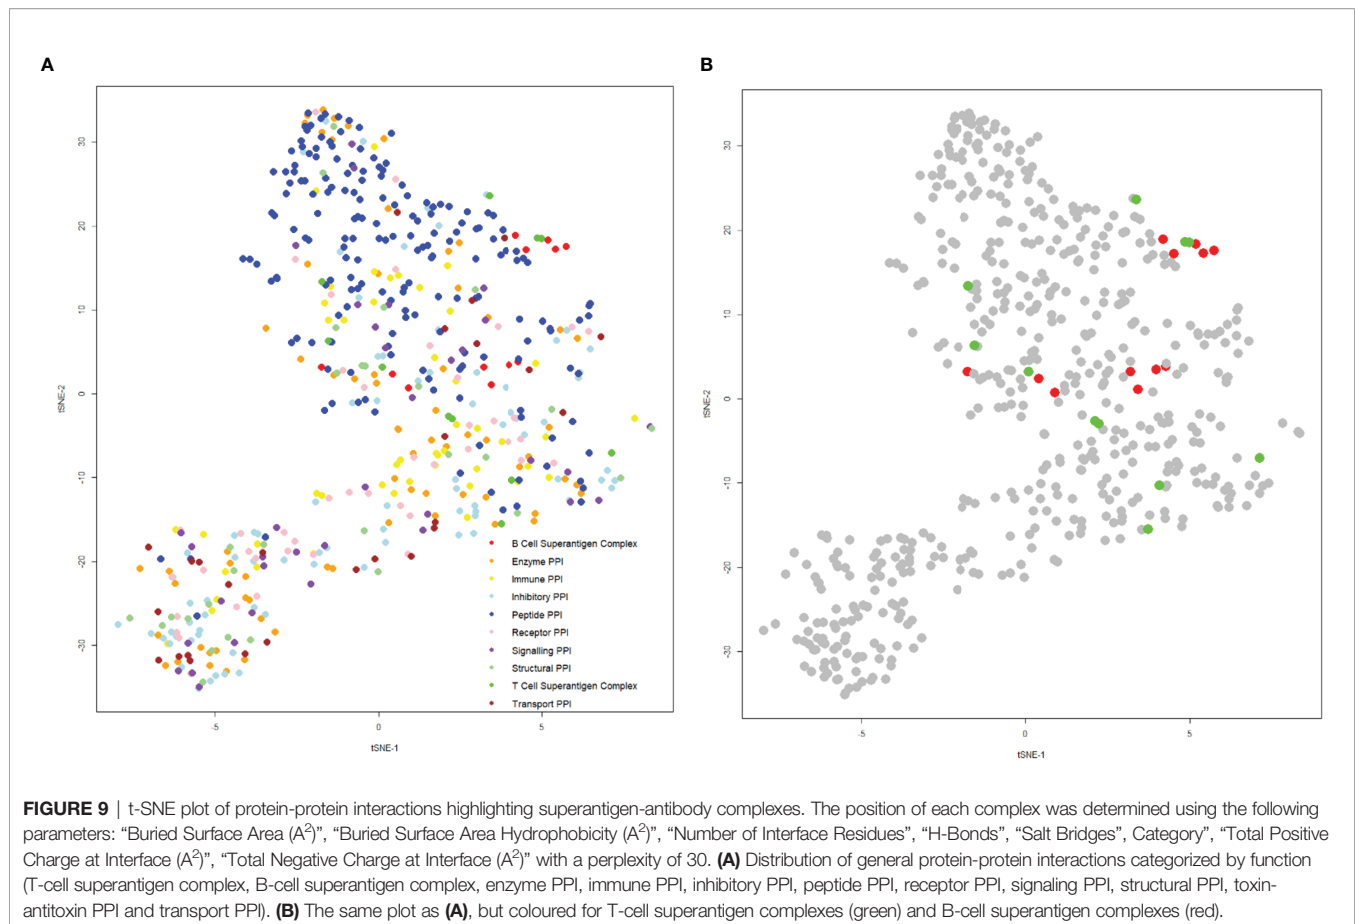 A
B
30
20
10
0
-10
-20
-30
tSNE-2
-5
0
5
tSNE-1
B Cell Superantigen Complex
Enzyme PPI
Immune PPI
Inhibitory PPI
Peptide PPI
Receptor PPI
Signalling PPI
Structural PPI
T Cell Superantigen Complex
Transport PPI
30
20
10
0
-10
-20
-30
tSNE-2
-5
0
5
tSNE-1
FIGURE 9 | t-SNE plot of protein-protein interactions highlighting superantigen-antibody complexes. The position of each complex was determined using the following
parameters: “Buried Surface Area (A²)”, “Buried Surface Area Hydrophobicity (A²)”, “Number of Interface Residues”, “H-Bonds”, “Salt Bridges”, Category”, “Total Positive
Charge at Interface (A²)”, “Total Negative Charge at Interface (A²)” with a perplexity of 30. (A) Distribution of general protein-protein interactions categorized by function
(T-cell superantigen complex, B-cell superantigen complex, enzyme PPI, immune PPI, inhibitory PPI, peptide PPI, receptor PPI, signaling PPI, structural PPI, toxin-
antitoxin PPI and transport PPI). (B) The same plot as (A), but coloured for T-cell superantigen complexes (green) and B-cell superantigen complexes (red).